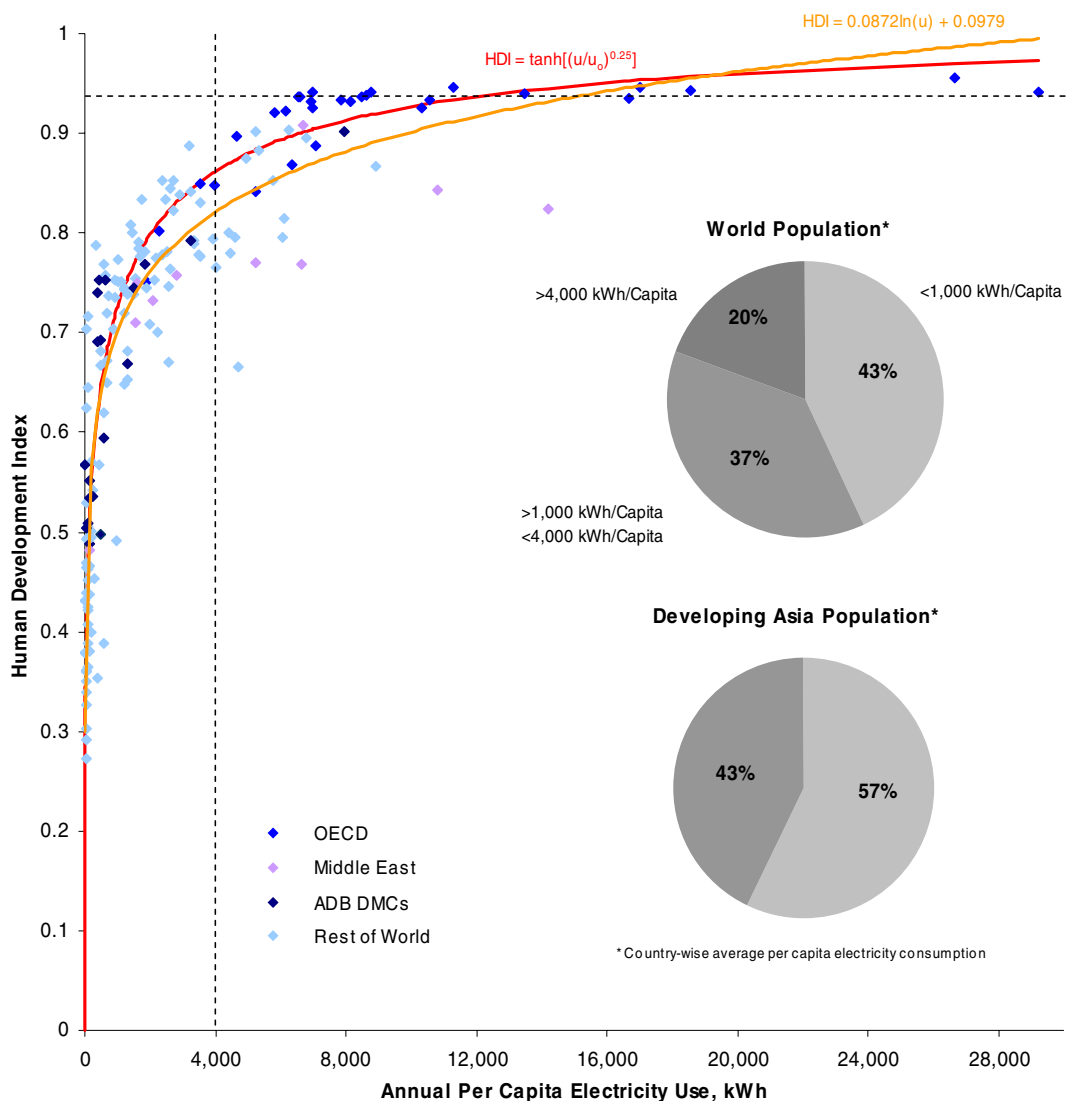 HDI = 0.0872ln(u) + 0.0979
HDI = tanh[(u/uo)^0.25]
1
0.9
0.8
0.7
0.6
0.5
0.4
0.3
0.2
0.1
0
Human Development Index
World Population*
>4,000 kWh/Capita
<1,000 kWh/Capita
20%
43%
37%
>1,000 kWh/Capita
<4,000 kWh/Capita
Developing Asia Population*
43%
57%
OECD
Middle East
ADB DMCs
Rest of World
* Country-wise average per capita electricity consumption
0 4,000 8,000 12,000 16,000 20,000 24,000 28,000
Annual Per Capita Electricity Use, kWh